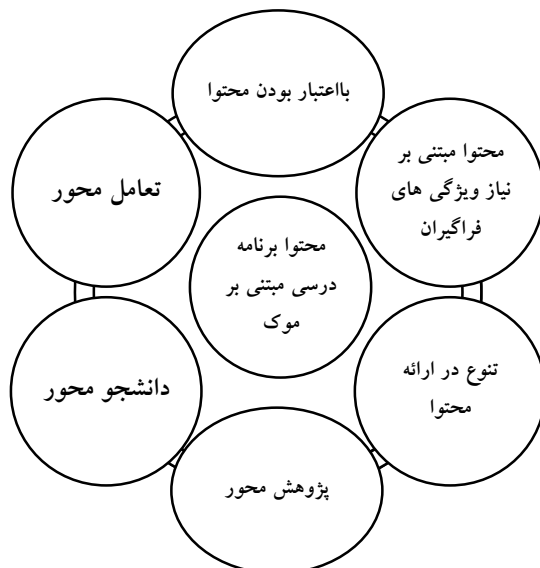 بااعتبار بودن محتوا
محتوا مبتنی بر
نیاز ویژگی های
فراگیران
تعامل محور
محتوا برنامه
درسی مبتنی بر
موک
تنوع در ارائه
محتوا
دانشجو محور
پژوهش محور